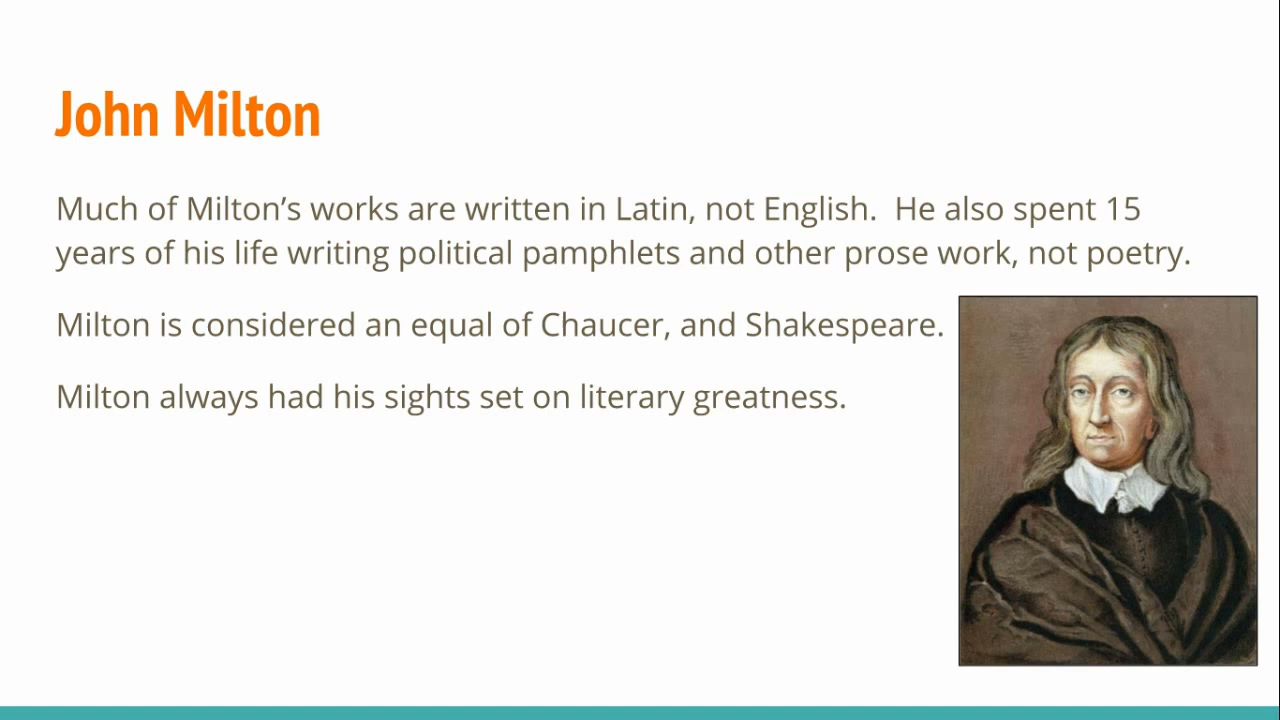 John Milton
Much of Milton’s works are written in Latin, not English.  He also spent 15
years of his life writing political pamphlets and other prose work, not poetry.
Milton is considered an equal of Chaucer, and Shakespeare.
Milton always had his sights set on literary greatness.